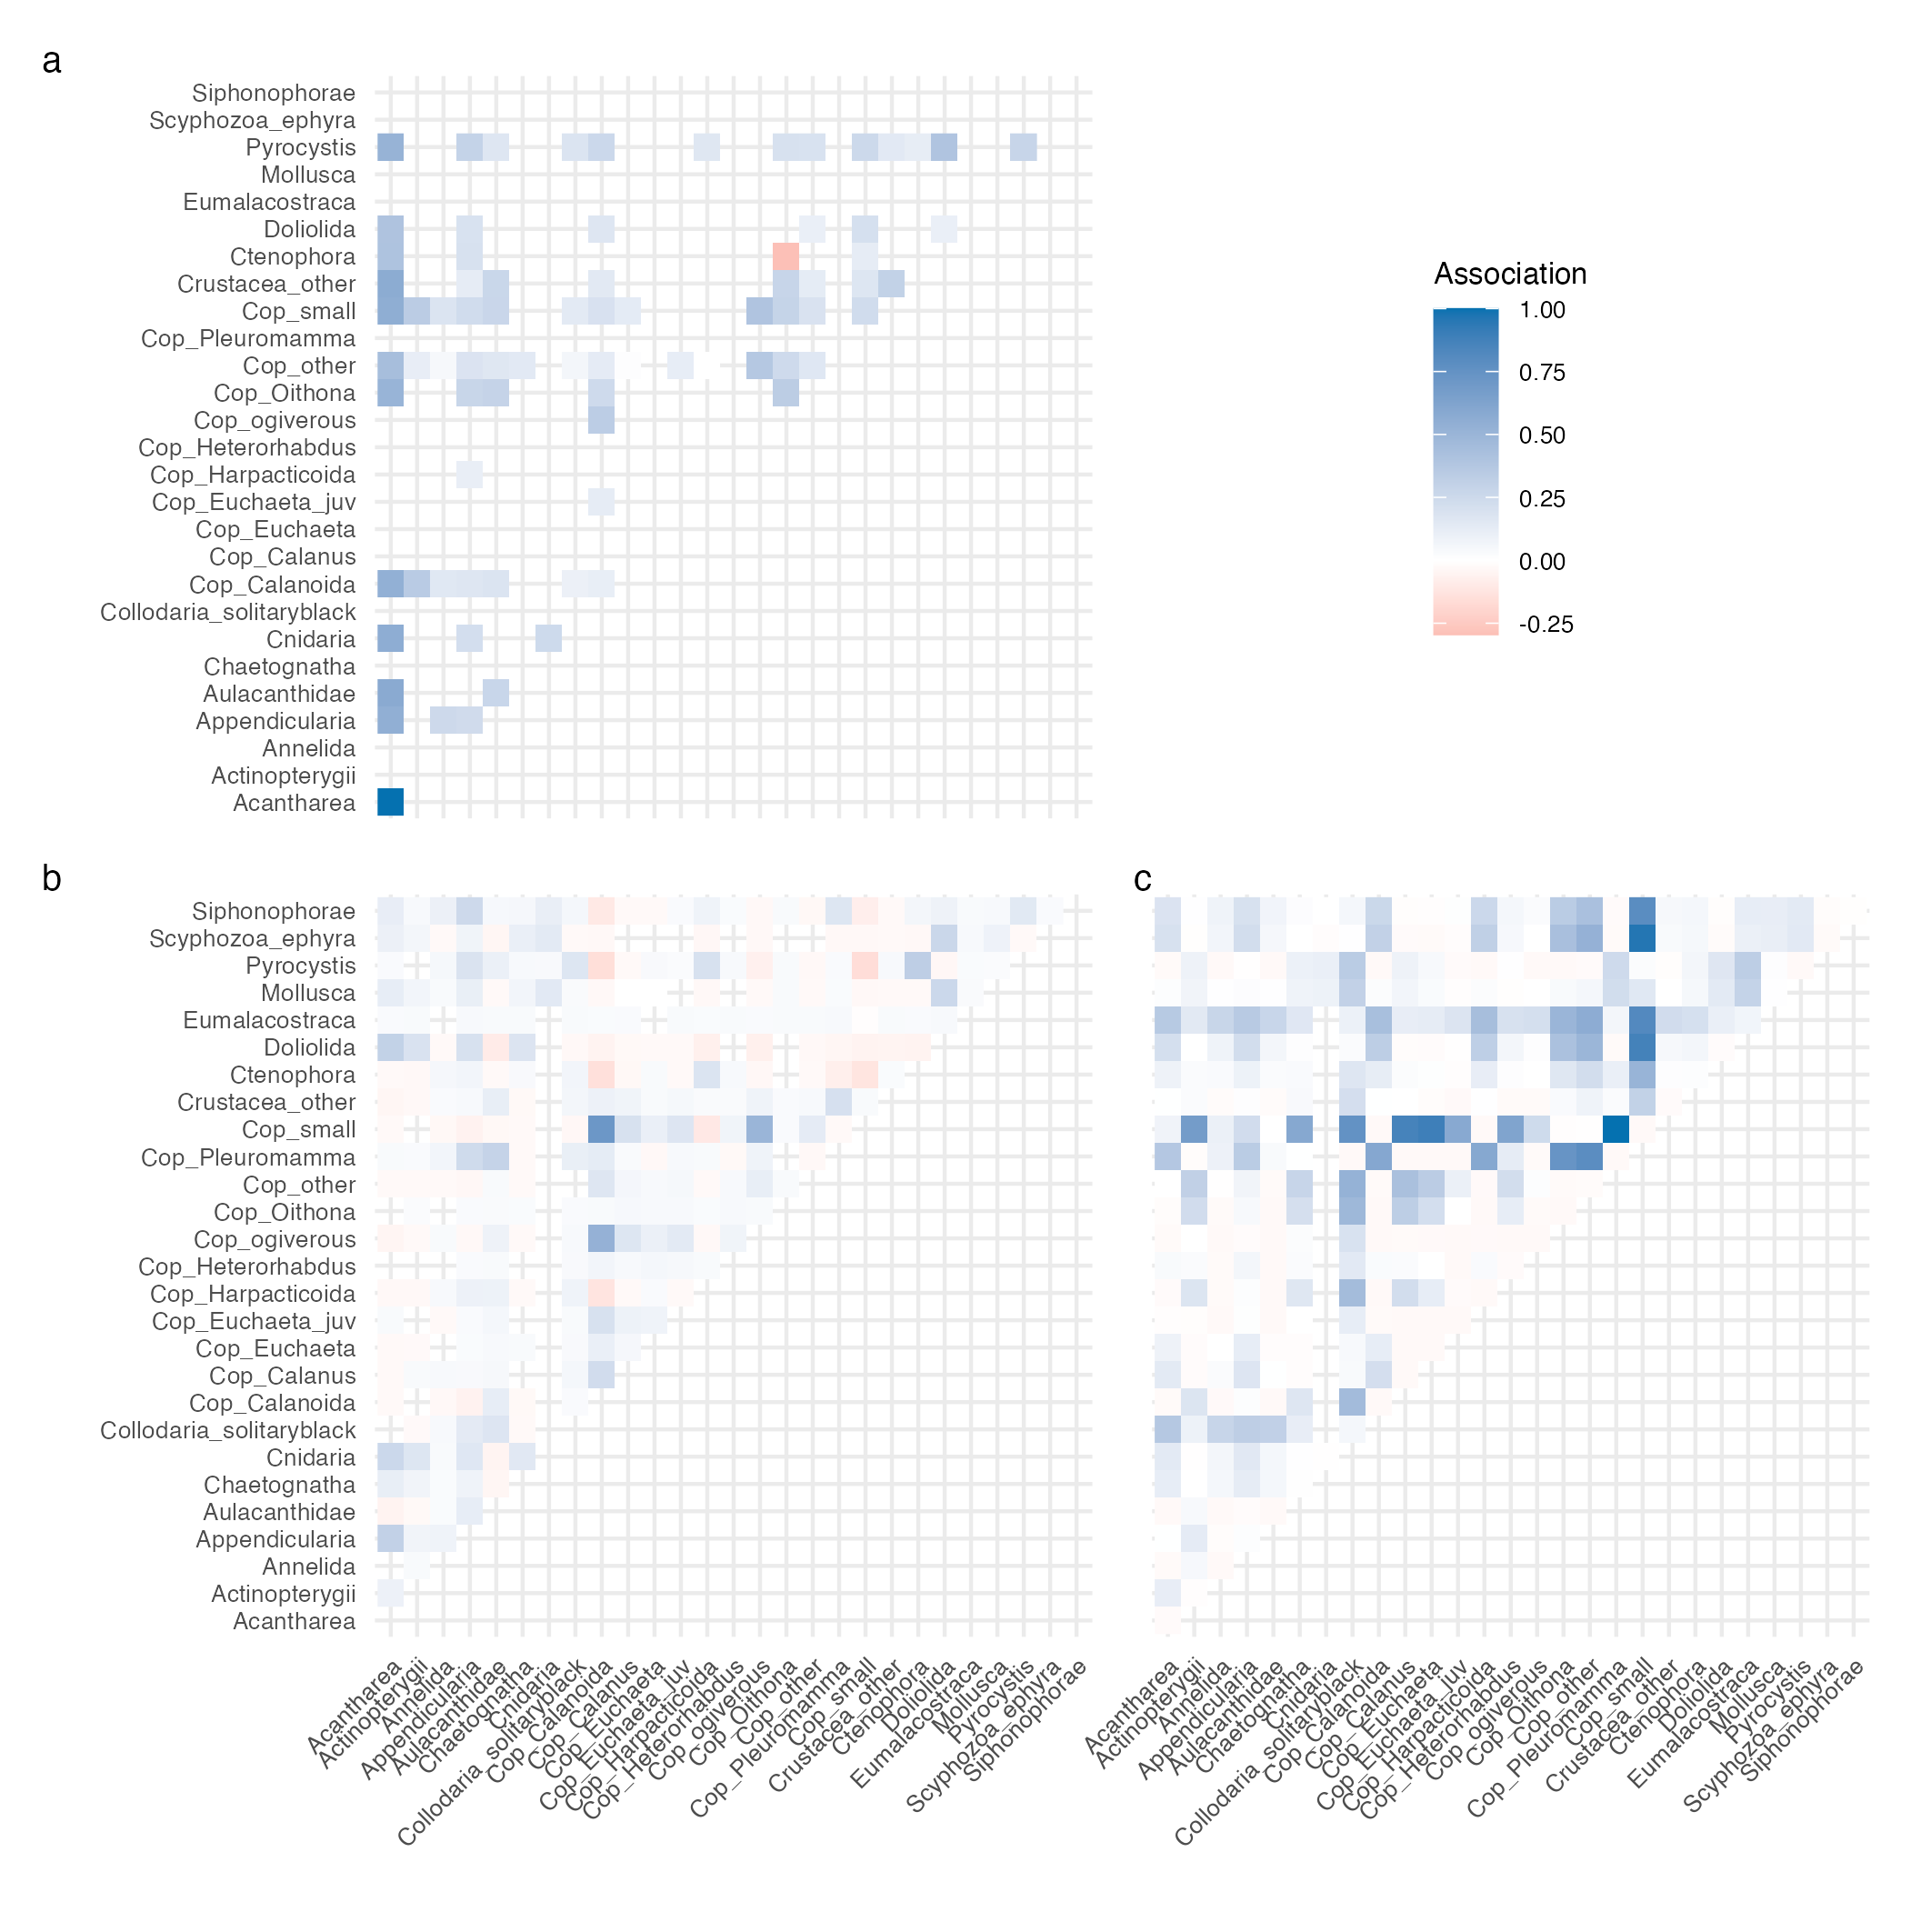 a
Siphonophorae
Scyphozoa_ephyra
Pyrocystis
Mollusca
Eumalacostraca
Doliolida
Ctenophora
Crustacea_other
Cop_small
Cop_Pleuromamma
Cop_other
Cop_Oithona
Cop_ogiverous
Cop_Heterorhabdus
Cop_Harpacticoida
Cop_Euchaeta_juv
Cop_Euchaeta
Cop_Calanus
Cop_Calanoida
Collodaria_solitaryblack
Cnidaria
Chaetognatha
Aulacanthidae
Appendicularia
Annelida
Actinopterygii
Acantharea
Association
1.00
0.75
0.50
0.25
0.00
-0.25
b
Siphonophorae
Scyphozoa_ephyra
Pyrocystis
Mollusca
Eumalacostraca
Doliolida
Ctenophora
Crustacea_other
Cop_small
Cop_Pleuromamma
Cop_other
Cop_Oithona
Cop_ogiverous
Cop_Heterorhabdus
Cop_Harpacticoida
Cop_Euchaeta_juv
Cop_Euchaeta
Cop_Calanus
Cop_Calanoida
Collodaria_solitaryblack
Cnidaria
Chaetognatha
Aulacanthidae
Appendicularia
Annelida
Actinopterygii
Acantharea
Acantharea
Actinopterygii
Annelida
Appendicularia
Aulacanthidae
Chaetognatha
Cnidaria
Collodaria_solitaryblack
Cop_Calanoida
Cop_Calanus
Cop_Euchaeta
Cop_Euchaeta_juv
Cop_Harpacticoida
Cop_Heterorhabdus
Cop_ogiverous
Cop_Oithona
Cop_other
Cop_Pleuromamma
Cop_small
Crustacea_other
Ctenophora
Doliolida
Eumalacostraca
Mollusca
Pyrocystis
Scyphozoa_ephyra
Siphonophorae
c
Acantharea
Actinopterygii
Annelida
Appendicularia
Aulacanthidae
Chaetognatha
Cnidaria
Collodaria_solitaryblack
Cop_Calanoida
Cop_Calanus
Cop_Euchaeta
Cop_Euchaeta_juv
Cop_Harpacticoida
Cop_Heterorhabdus
Cop_ogiverous
Cop_Oithona
Cop_other
Cop_Pleuromamma
Cop_small
Crustacea_other
Ctenophora
Doliolida
Eumalacostraca
Mollusca
Pyrocystis
Scyphozoa_ephyra
Siphonophorae